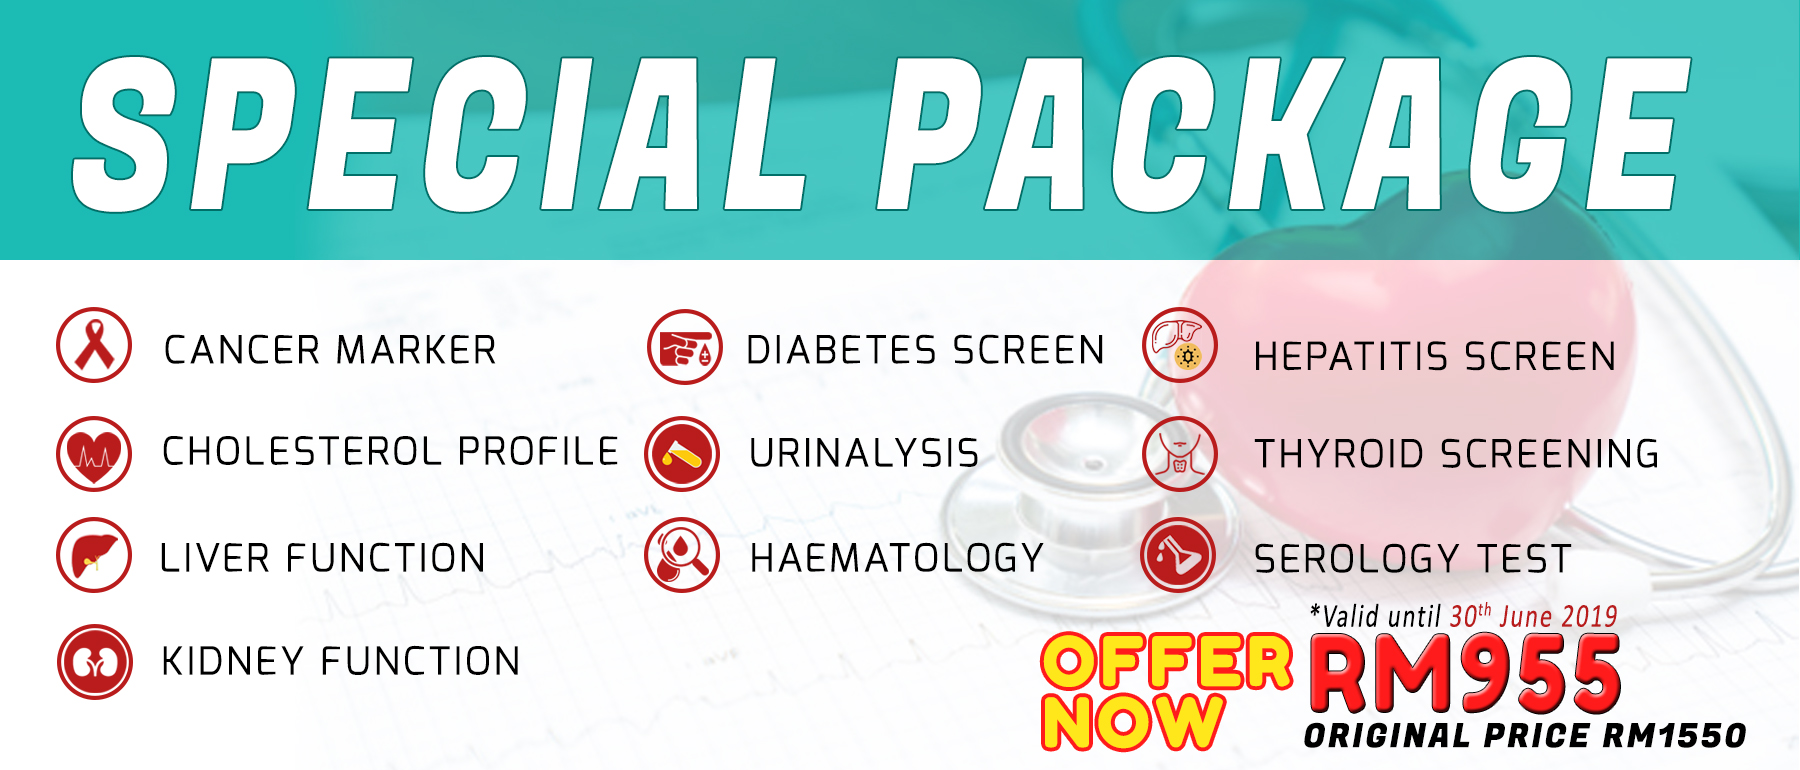 SPECIAL PACKAGE
CANCER MARKER
CHOLESTEROL PROFILE
LIVER FUNCTION
KIDNEY FUNCTION
DIABETES SCREEN
URINALYSIS
HAEMATOLOGY
HEPATITIS SCREEN
THYROID SCREENING
SEROLOGY TEST
*Valid until 30th June 2019
OFFER
NOW
RM955
ORIGINAL PRICE RM1550